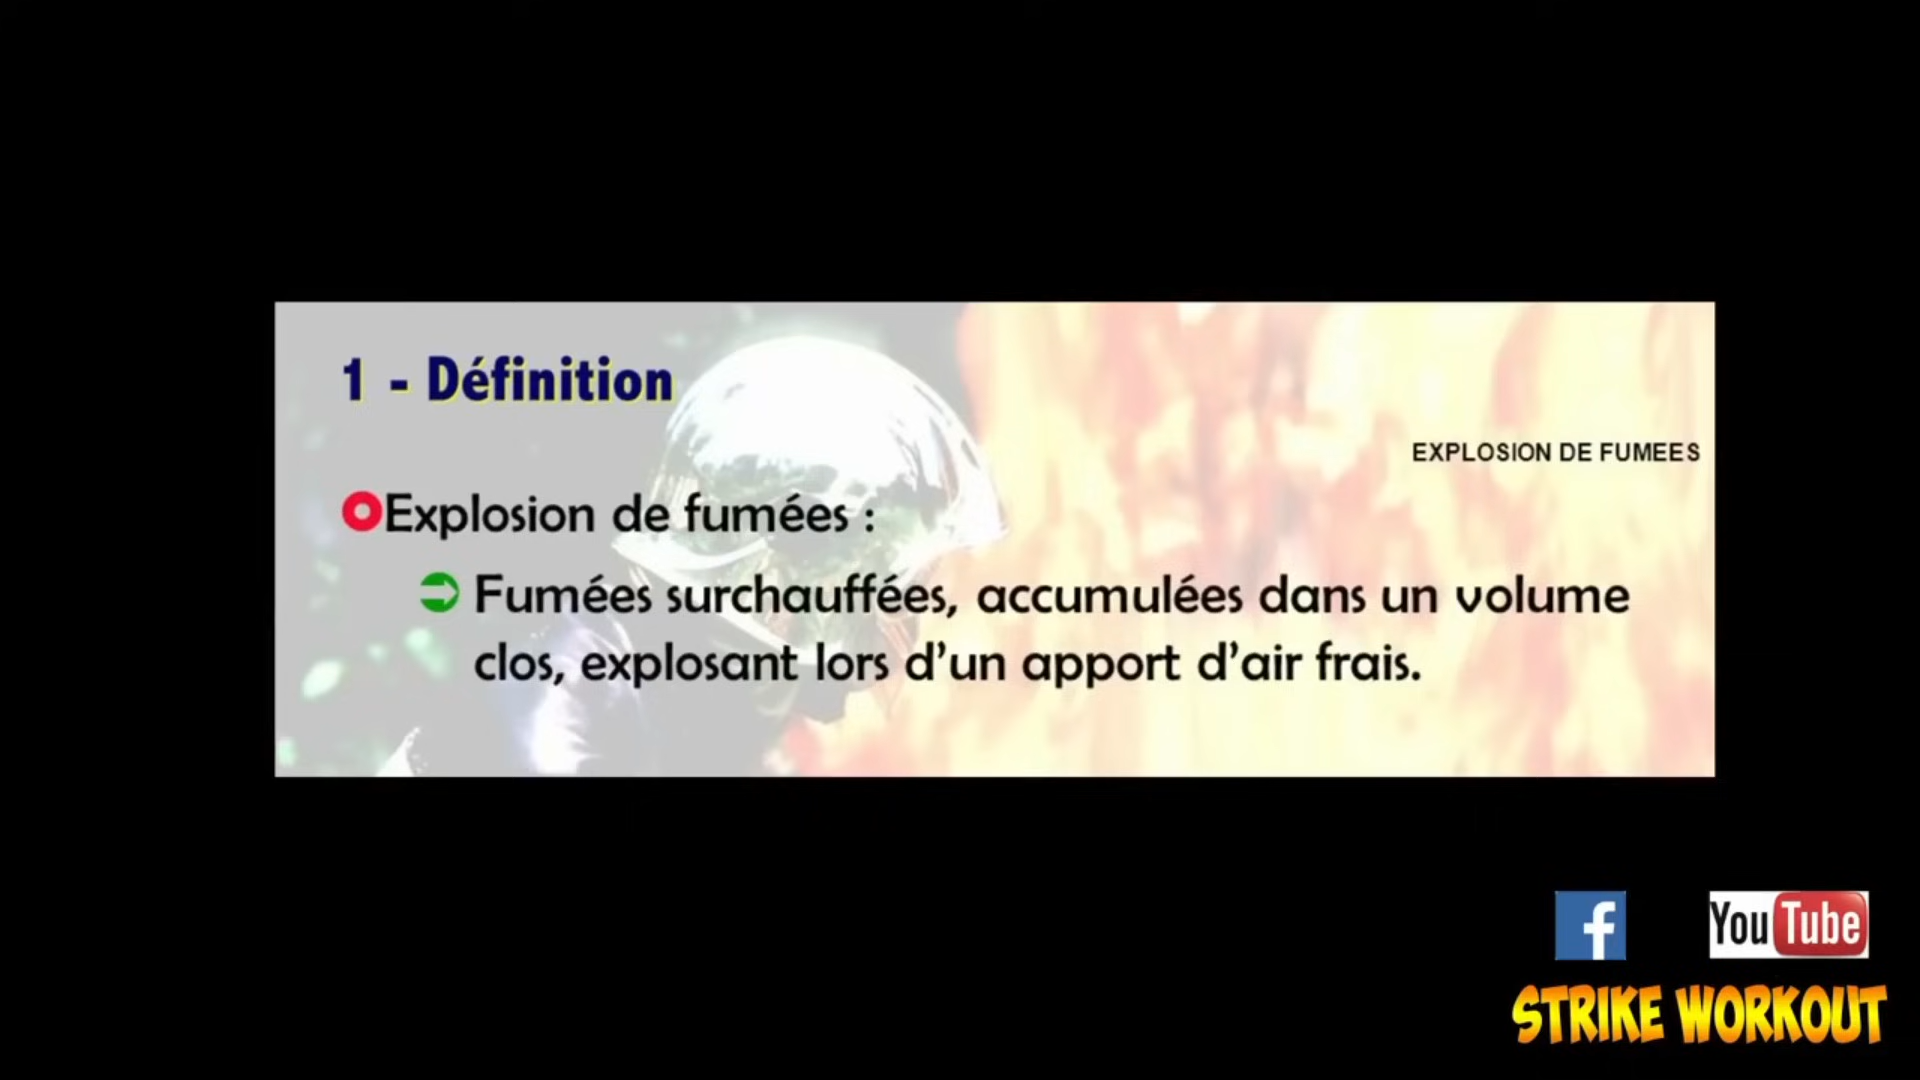 1 - Définition
EXPLOSION DE FUMEES
Explosion de fumées :
Fumées surchauffées, accumulées dans un volume
clos, explosant lors d’un apport d’air frais.
f
YouTube
STRIKE WORKOUT